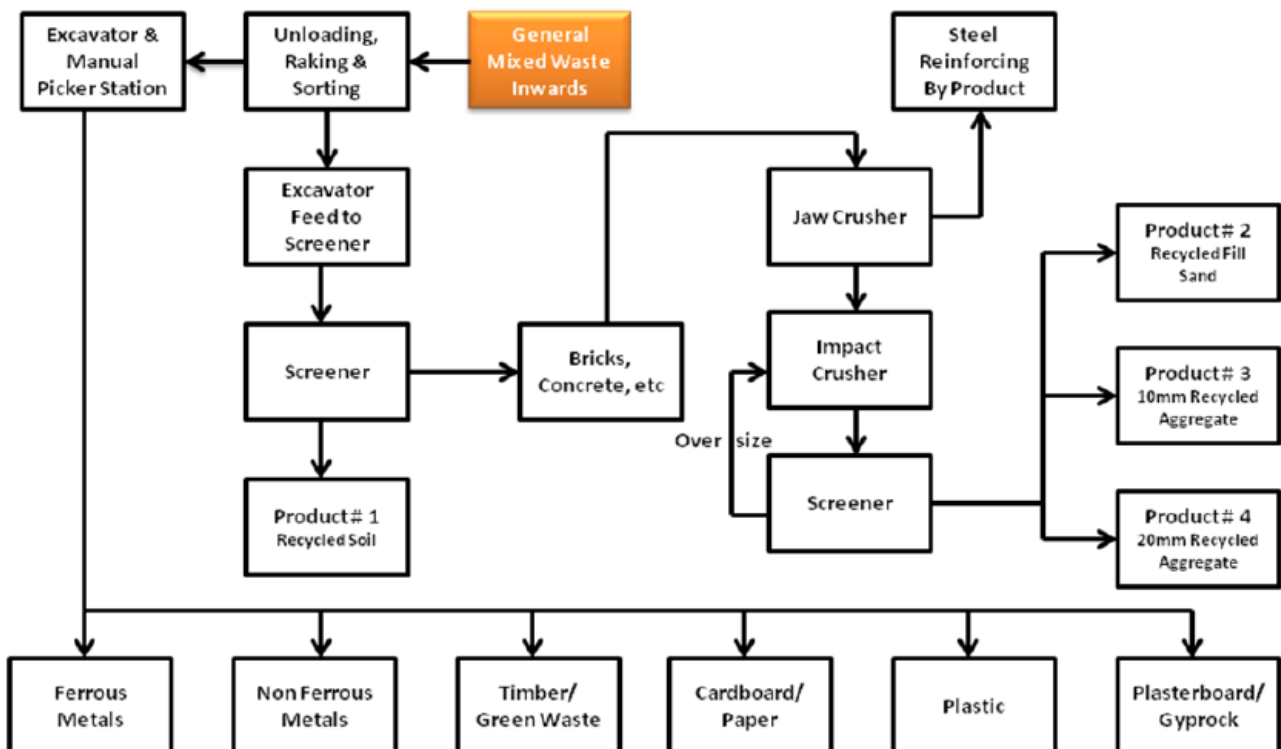 Excavator &
Manual
Picker Station
Unloading,
Raking &
Sorting
General
Mixed Waste
Inwards
Steel
Reinforcing
By Product
Excavator
Feed to
Screener
Jaw Crusher
Product # 2
Recycled Fill
Sand
Screener
Bricks,
Concrete, etc
Impact
Crusher
Product # 3
10mm Recycled
Aggregate
Over size
Product # 1
Recycled Soil
Screener
Product # 4
20mm Recycled
Aggregate
Ferrous
Metals
Non Ferrous
Metals
Timber/
Green Waste
Cardboard/
Paper
Plastic
Plasterboard/
Gyprock